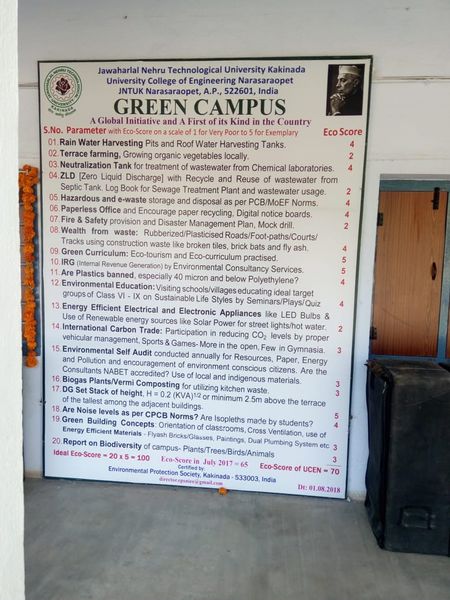 Jawaharlal Nehru Technological University Kakinada
University College of Engineering Narasaraopet
JNTUK Narasaraopet, A.P., 522601, India
GREEN CAMPUS
A Global Initiative and A First of its Kind in the Country
S.No. Parameter with Eco-Score on a scale of 1 for Very Poor to 5 for Exemplary Eco Score
01. Rain Water Harvesting Pits and Roof Water Harvesting Tanks. 4
02. Terrace farming, Growing organic vegetables locally. 2
03. Neutralization Tank for treatment of wastewater from Chemical laboratories. 4
04. ZLD [Zero Liquid Discharge] with Recycle and Reuse of wastewater from
Septic Tank. Log Book for Sewage Treatment Plant and wastewater usage. 2
05. Hazardous and e-waste storage and disposal as per PCB/MoEF Norms. 4
06. Paperless Office and Encourage paper recycling, Digital notice boards. 4
07. Fire & Safety provision and Disaster Management Plan, Mock drill. 2
08. Wealth from waste: Rubberized/Plasticised Roads/Foot-paths/Courts/
Tracks using construction waste like broken tiles, brick bats and fly ash. 4
09. Green Curriculum: Eco-tourism and Eco-curriculum practised. 5
10. IRG (Internal Revenue Generation) by Environmental Consultancy Services. 5
11. Are Plastics banned, especially 40 micron and below Polyethylene? 4
12. Environmental Education: Visiting schools/villages educating ideal target
groups of Class VI - IX on Sustainable Life Styles by Seminars/Plays/Quiz 4
13. Energy Efficient Electrical and Electronic Appliances like LED Bulbs &
Use of Renewable energy sources like Solar Power for street lights/hot water. 2
14. International Carbon Trade: Participation in reducing CO2 levels by proper
vehicular management, Sports & Games- More in the open, Few in Gymnasia. 3
15. Environmental Self Audit conducted annually for Resources, Paper, Energy
and Pollution and encouragement of environment conscious citizens. Are the
Consultants NABET accredited? Use of local and indigenous materials. 3
16. Biogas Plants/Vermi Composting for utilizing kitchen waste. 3
17. DG Set Stack of height, H = 0.2 (KVA)1/2 or minimum 2.5m above the terrace
of the tallest among the adjacent buildings. 5
18. Are Noise levels as per CPCB Norms? Are Isopleths made by students? 4
19. Green Building Concepts: Orientation of classrooms, Cross Ventilation, use of
Energy Efficient Materials - Flyash Bricks/Glasses, Paintings, Dual Plumbing System etc 3
20. Report on Biodiversity of campus- Plants/Trees/Birds/Animals 3
Ideal Eco-Score = 20 x 5 = 100 Eco-Score in July 2017 = 65 Eco-Score of UCEN = 70
Certified by
Environmental Protection Society, Kakinada - 533003, India
Dt: 01.08.2018